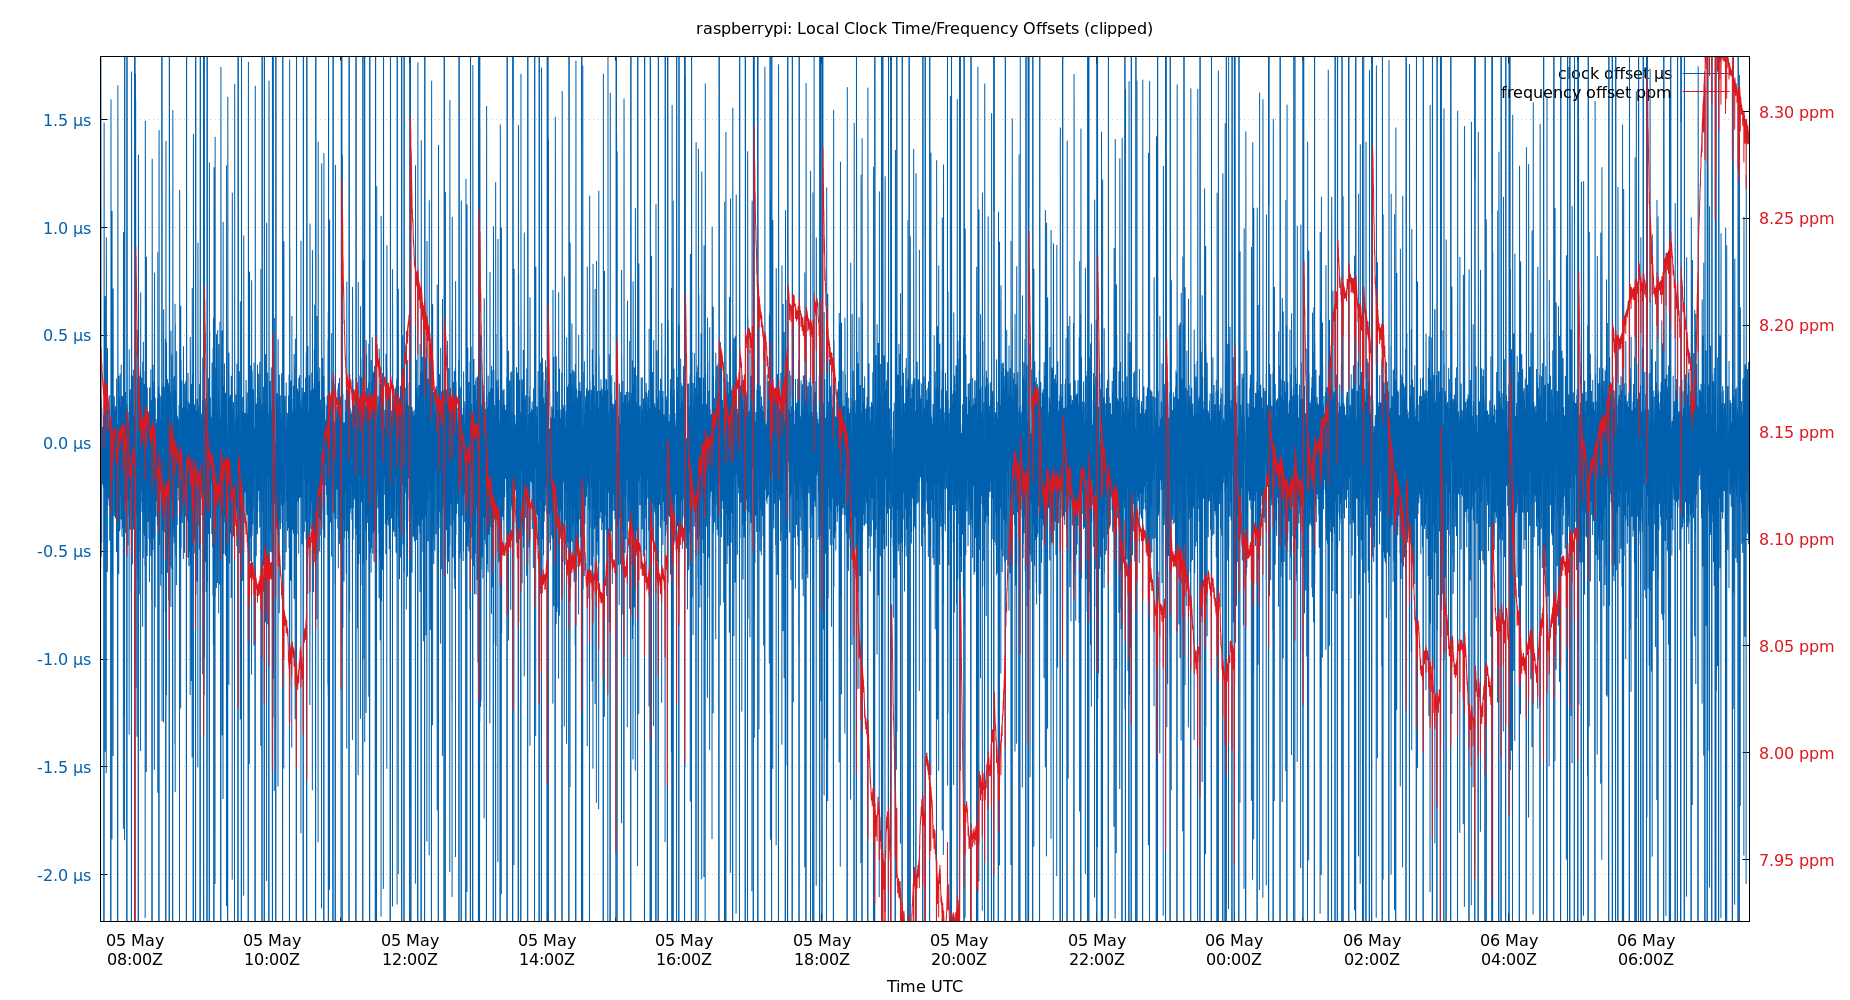 raspberrypi: Local Clock Time/Frequency Offsets (clipped)
clock offset µs
frequency offset ppm
1.5 µs
1.0 µs
0.5 µs
0.0 µs
-0.5 µs
-1.0 µs
-1.5 µs
-2.0 µs
8.30 ppm
8.25 ppm
8.20 ppm
8.15 ppm
8.10 ppm
8.05 ppm
8.00 ppm
7.95 ppm
05 May 05 May 05 May 05 May 05 May 05 May 05 May 05 May 06 May 06 May 06 May 06 May
08:00Z 10:00Z 12:00Z 14:00Z 16:00Z 18:00Z 20:00Z 22:00Z 00:00Z 02:00Z 04:00Z 06:00Z
Time UTC